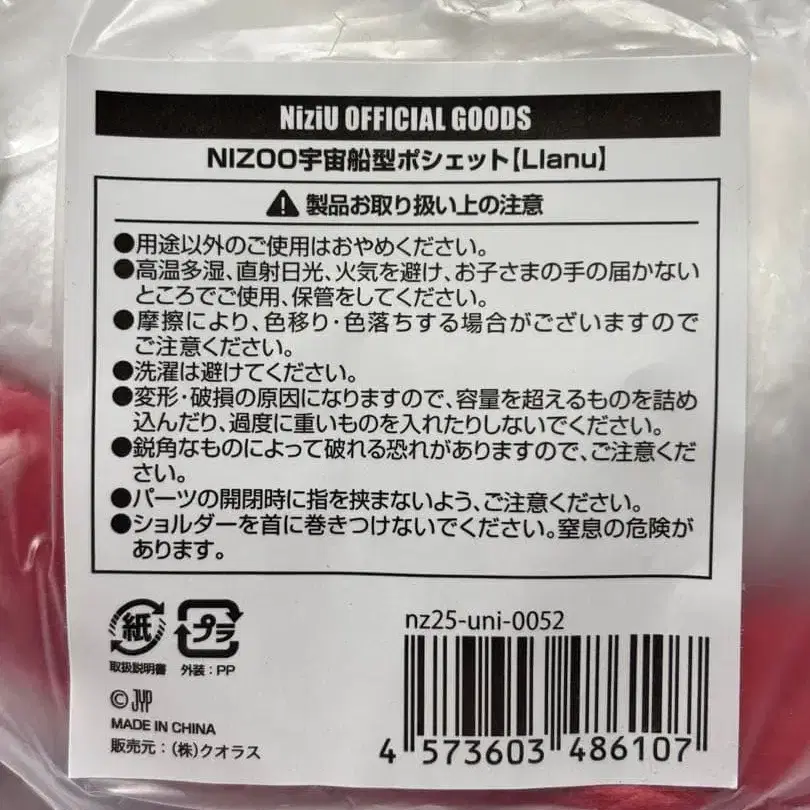 NiziU OFFICIAL GOODS
NIZOO宇宙船型ポシェット【Llanu】
製品お取り扱い上の注意
●用途以外のご使用はおやめください。
●高温多湿、直射日光、火気を避け、お子さまの手の届かない
ところでご使用、保管をしてください。
●摩擦により、色移り・色落ちする場合がございますので
ご注意ください。
●洗濯は避けてください。
●変形・破損の原因になりますので、容量を超えるものを詰め
込んだり、過度に重いものを入れたりしないでください。
●鋭角なものによって破れる恐れがありますので、ご注意くだ
さい。
●パーツの開閉時に指を挟まないよう、ご注意ください。
●ショルダーを首に巻きつけないでください。窒息の危険が
あります。
紙 プラ
取扱説明書 外装：PP
nz25-uni-0052
©JYP
MADE IN CHINA
販売元：（株）クオラス
4 573603 486107